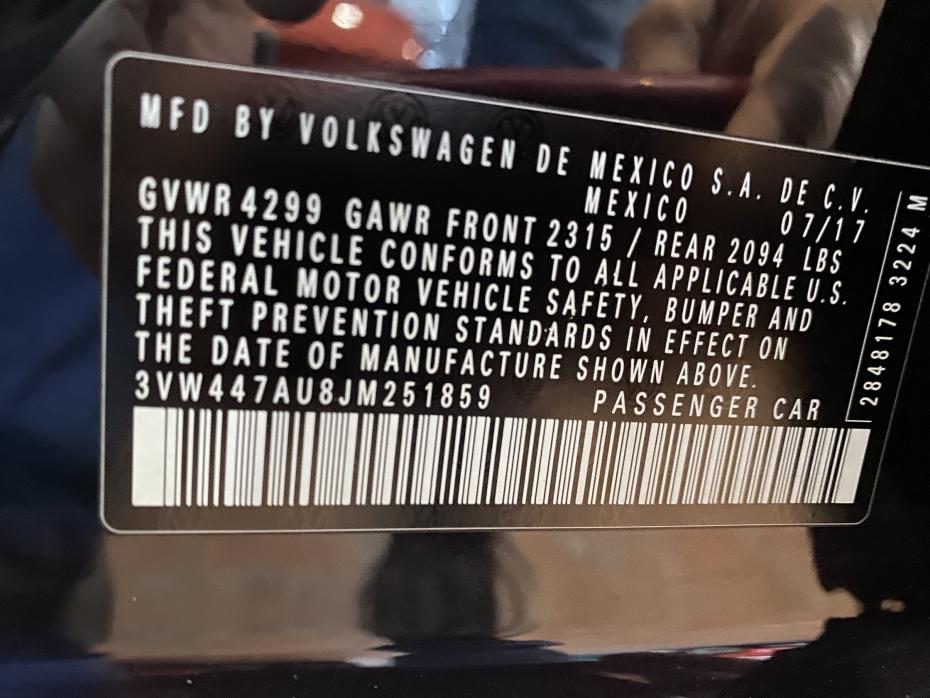 MFD BY VOLKSWAGEN DE MEXICO S.A. DE C.V.
MEXICO 07/17
GVWR 4299 GAWR FRONT 2315 / REAR 2094 LBS
THIS VEHICLE CONFORMS TO ALL APPLICABLE U.S.
FEDERAL MOTOR VEHICLE SAFETY, BUMPER AND
THEFT PREVENTION STANDARDS IN EFFECT ON
THE DATE OF MANUFACTURE SHOWN ABOVE.
3VW447AU8JM251859 PASSENGER CAR
2848178 3224 M